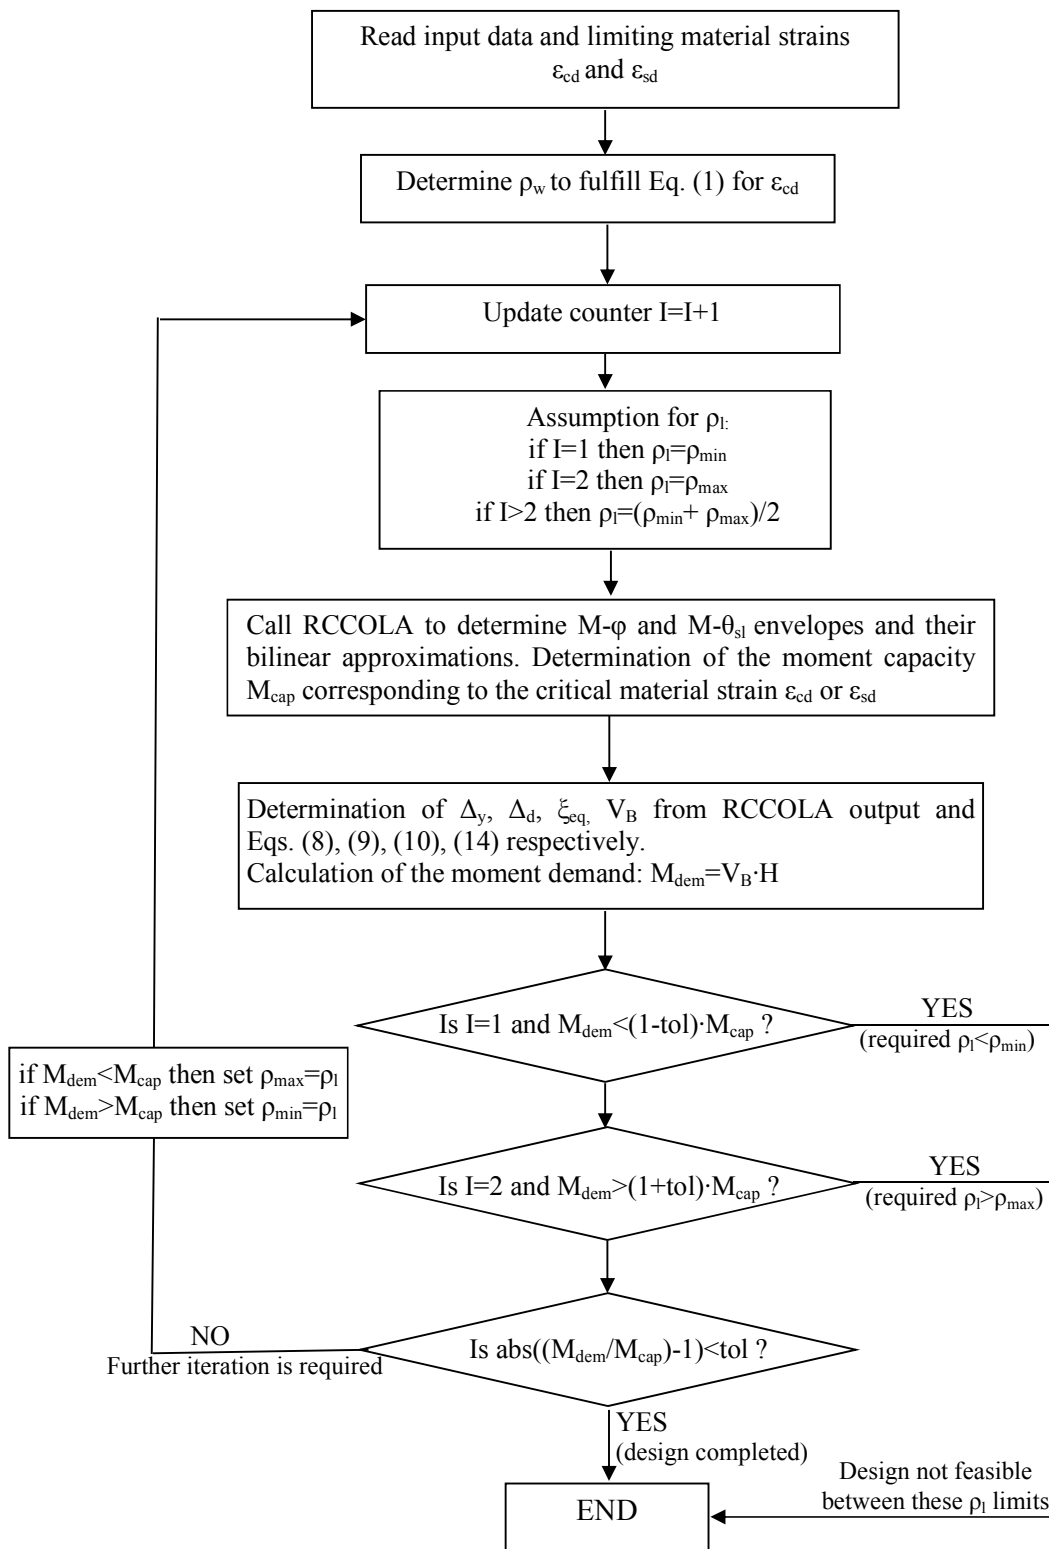 Read input data and limiting material strains
εcd and εsd
Determine ρw to fulfill Eq. (1) for εcd
Update counter I=I+1
Assumption for ρl:
if I=1 then ρl=ρmin
if I=2 then ρl=ρmax
if I>2 then ρl=(ρmin+ ρmax)/2
Call RCCOLA to determine M-φ and M-θsl envelopes and their
bilinear approximations. Determination of the moment capacity
Mcap corresponding to the critical material strain εcd or εsd
Determination of Δy, Δd, ξeq, VB from RCCOLA output and
Eqs. (8), (9), (10), (14) respectively.
Calculation of the moment demand: Mdem=VB·H
Is I=1 and Mdem<(1-tol)·Mcap ?
YES
(required ρl<ρmin)
if Mdem<Mcap then set ρmax=ρl
if Mdem>Mcap then set ρmin=ρl
Is I=2 and Mdem>(1+tol)·Mcap ?
YES
(required ρl>ρmax)
Is abs((Mdem/Mcap)-1)<tol ?
NO
Further iteration is required
YES
(design completed)
Design not feasible
between these ρl limits
END